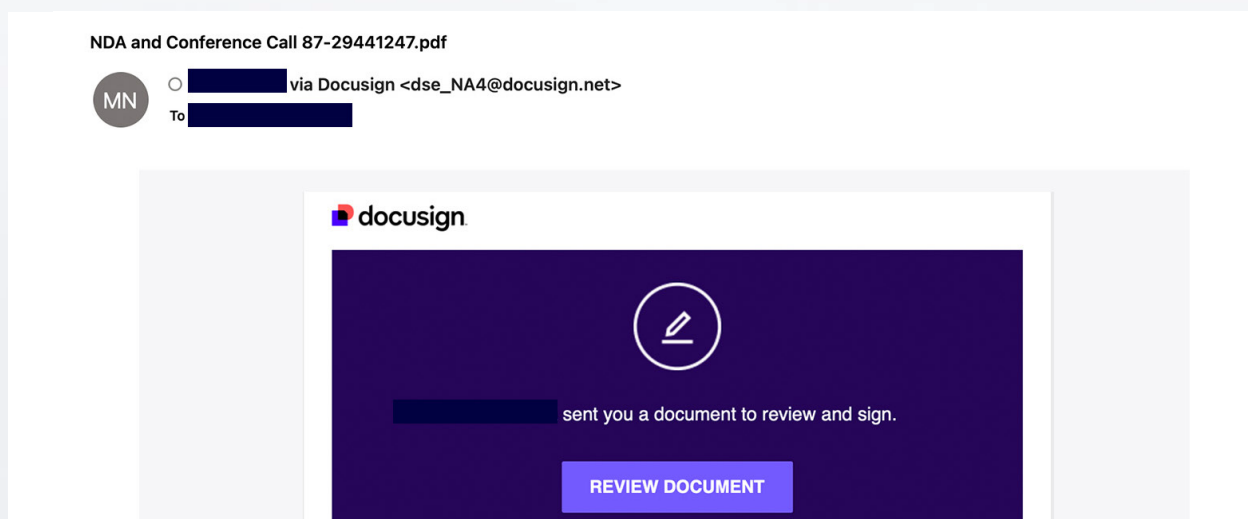 NDA and Conference Call 87-29441247.pdf
MN
via Docusign <dse_NA4@docusign.net>
To
docusign
sent you a document to review and sign.
REVIEW DOCUMENT